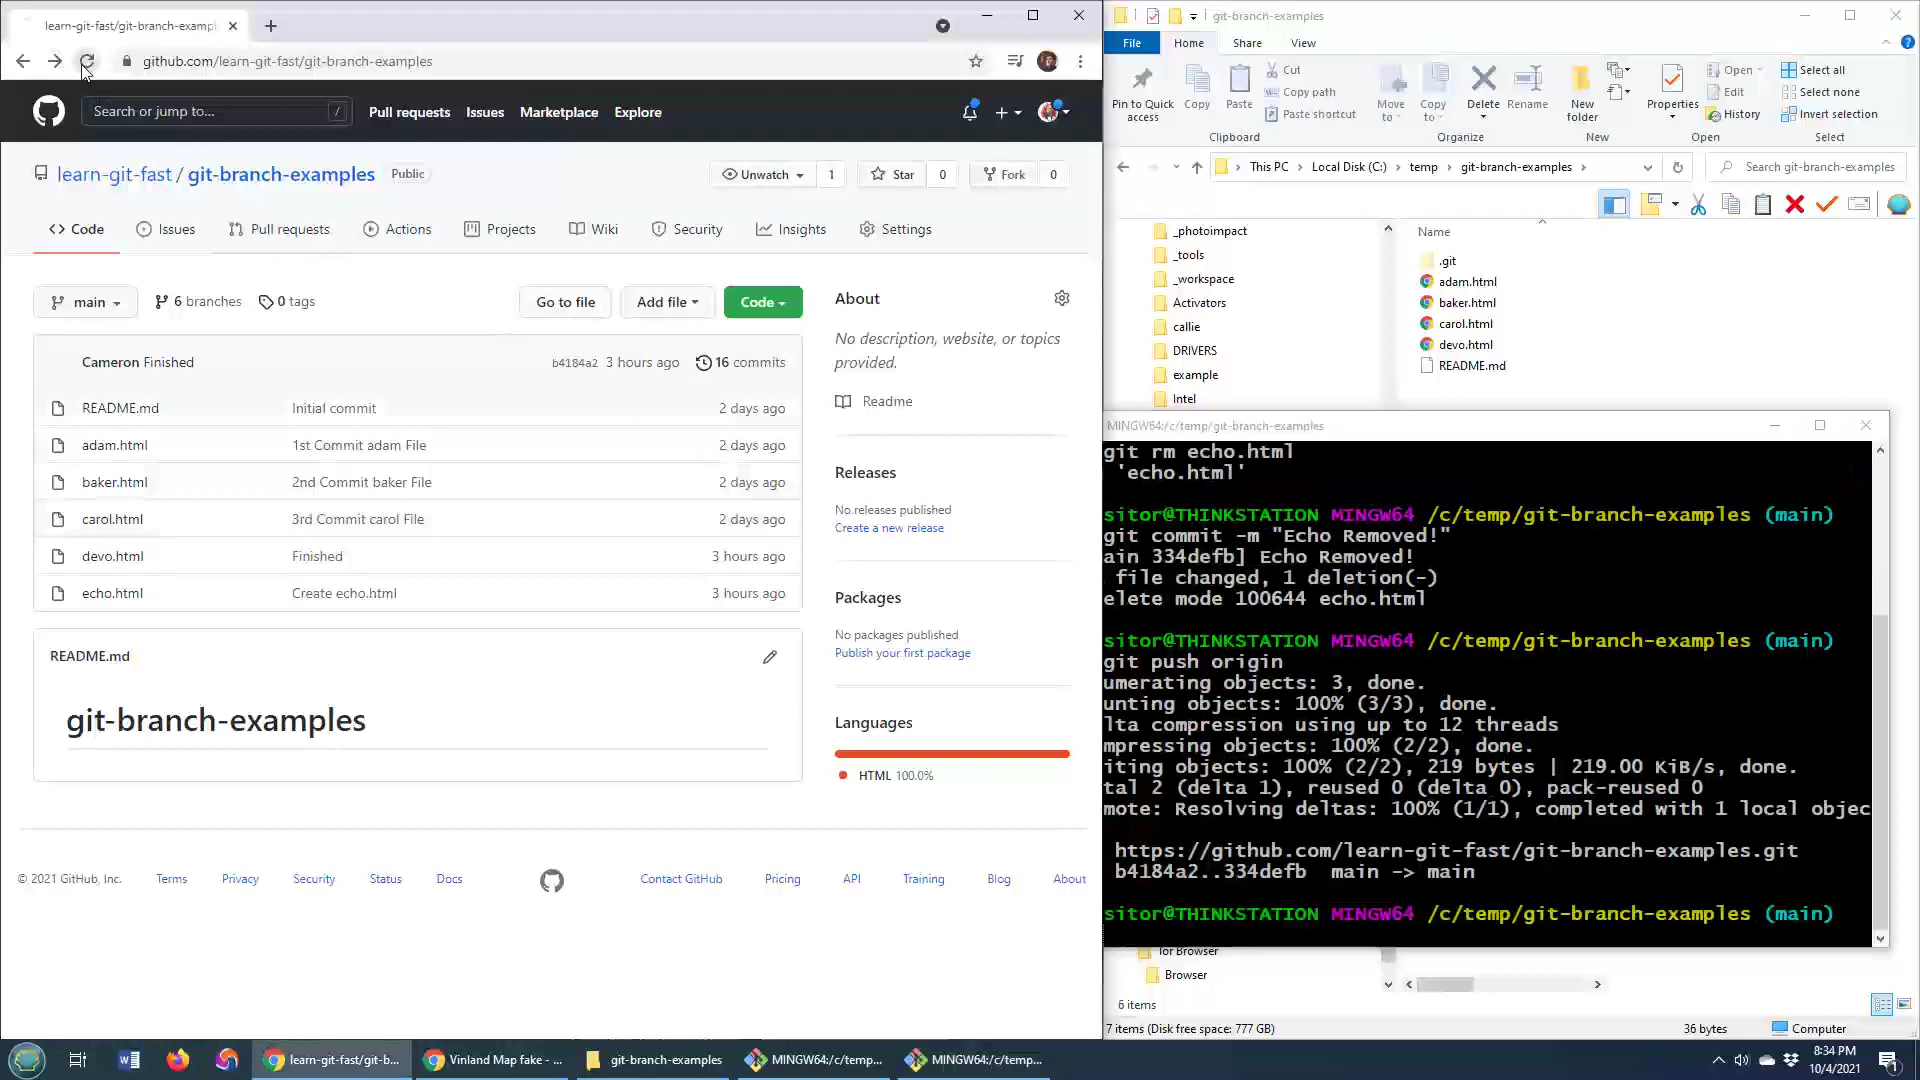 learn-git-fast/git-branch-examp
github.com/learn-git-fast/git-branch-examples
Search or jump to...
/
Pull requests
Issues
Marketplace
Explore
learn-git-fast / git-branch-examples
Public
Unwatch
1
Star
0
Fork
0
Code
Issues
Pull requests
Actions
Projects
Wiki
Security
Insights
Settings
main
6 branches
0 tags
Go to file
Add file
Code
Cameron Finished
b4184a2 3 hours ago
16 commits
README.md
Initial commit
2 days ago
adam.html
1st Commit adam File
2 days ago
baker.html
2nd Commit baker File
2 days ago
carol.html
3rd Commit carol File
2 days ago
devo.html
Finished
3 hours ago
echo.html
Create echo.html
3 hours ago
README.md
git-branch-examples
About
No description, website, or topics
provided.
Readme
Releases
No releases published
Create a new release
Packages
No packages published
Publish your first package
Languages
HTML 100.0%
© 2021 GitHub, Inc.
Terms
Privacy
Security
Status
Docs
Contact GitHub
Pricing
API
Training
Blog
About
git-branch-examples
File
Home
Share
View
Pin to Quick
access
Copy
Paste
Cut
Copy path
Paste shortcut
Clipboard
Move
to
Copy
to
Delete
Rename
Organize
New
folder
New
Properties
Open
Edit
History
Open
Select all
Select none
Invert selection
Select
This PC
Local Disk (C:)
temp
git-branch-examples
Search git-branch-examples
_photoimpact
_tools
_workspace
Activators
callie
DRIVERS
example
Intel
Name
.git
adam.html
baker.html
carol.html
devo.html
README.md
MINGW64:/c/temp/git-branch-examples
git rm echo.html
'echo.html'
sitor@THINKSTATION MINGW64 /c/temp/git-branch-examples (main)
git commit -m "Echo Removed!"
ain 334defb] Echo Removed!
file changed, 1 deletion(-)
elete mode 100644 echo.html
sitor@THINKSTATION MINGW64 /c/temp/git-branch-examples (main)
git push origin
umerating objects: 3, done.
unting objects: 100% (3/3), done.
lta compression using up to 12 threads
mpressing objects: 100% (2/2), done.
iting objects: 100% (2/2), 219 bytes | 219.00 KiB/s, done.
tal 2 (delta 1), reused 0 (delta 0), pack-reused 0
mote: Resolving deltas: 100% (1/1), completed with 1 local objec
https://github.com/learn-git-fast/git-branch-examples.git
b4184a2..334defb main -> main
sitor@THINKSTATION MINGW64 /c/temp/git-branch-examples (main)
Tor Browser
Browser
6 items
7 items (Disk free space: 777 GB)
36 bytes
Computer
learn-git-fast/git-b...
Vinland Map fake - ...
git-branch-examples
MINGW64:/c/temp...
MINGW64:/c/temp...
8:34 PM
10/4/2021
1